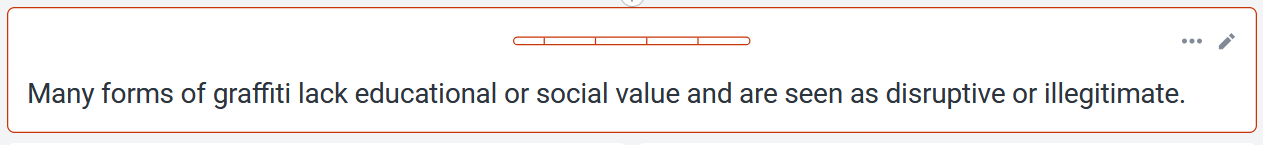 Many forms of graffiti lack educational or social value and are seen as disruptive or illegitimate.